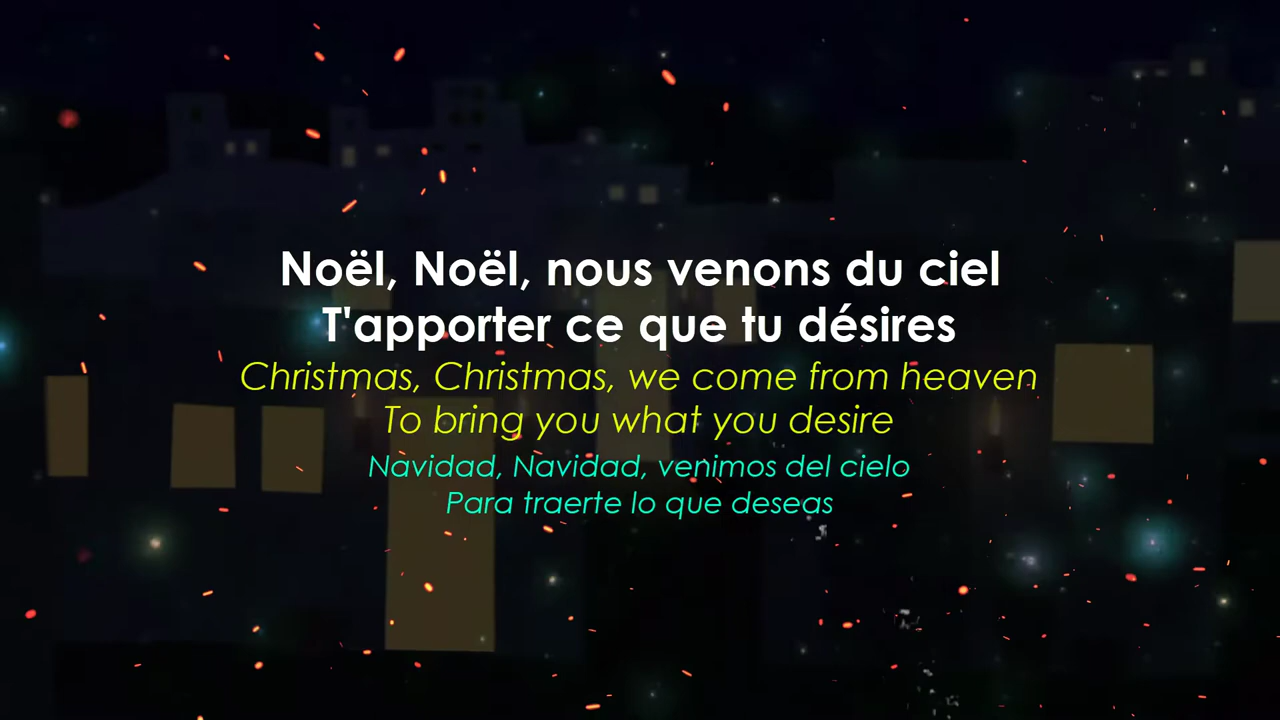 Noël, Noël, nous venons du ciel
T'apporter ce que tu désires
Christmas, Christmas, we come from heaven
To bring you what you desire
Navidad, Navidad, venimos del cielo
Para traerte lo que deseas